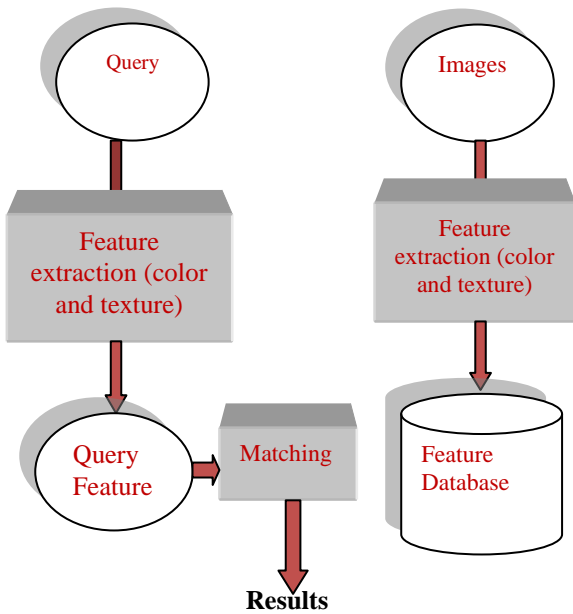 Query
Images
Feature
extraction (color
and texture)
Feature
extraction (color
and texture)
Query
Feature
Matching
Feature
Database
Results